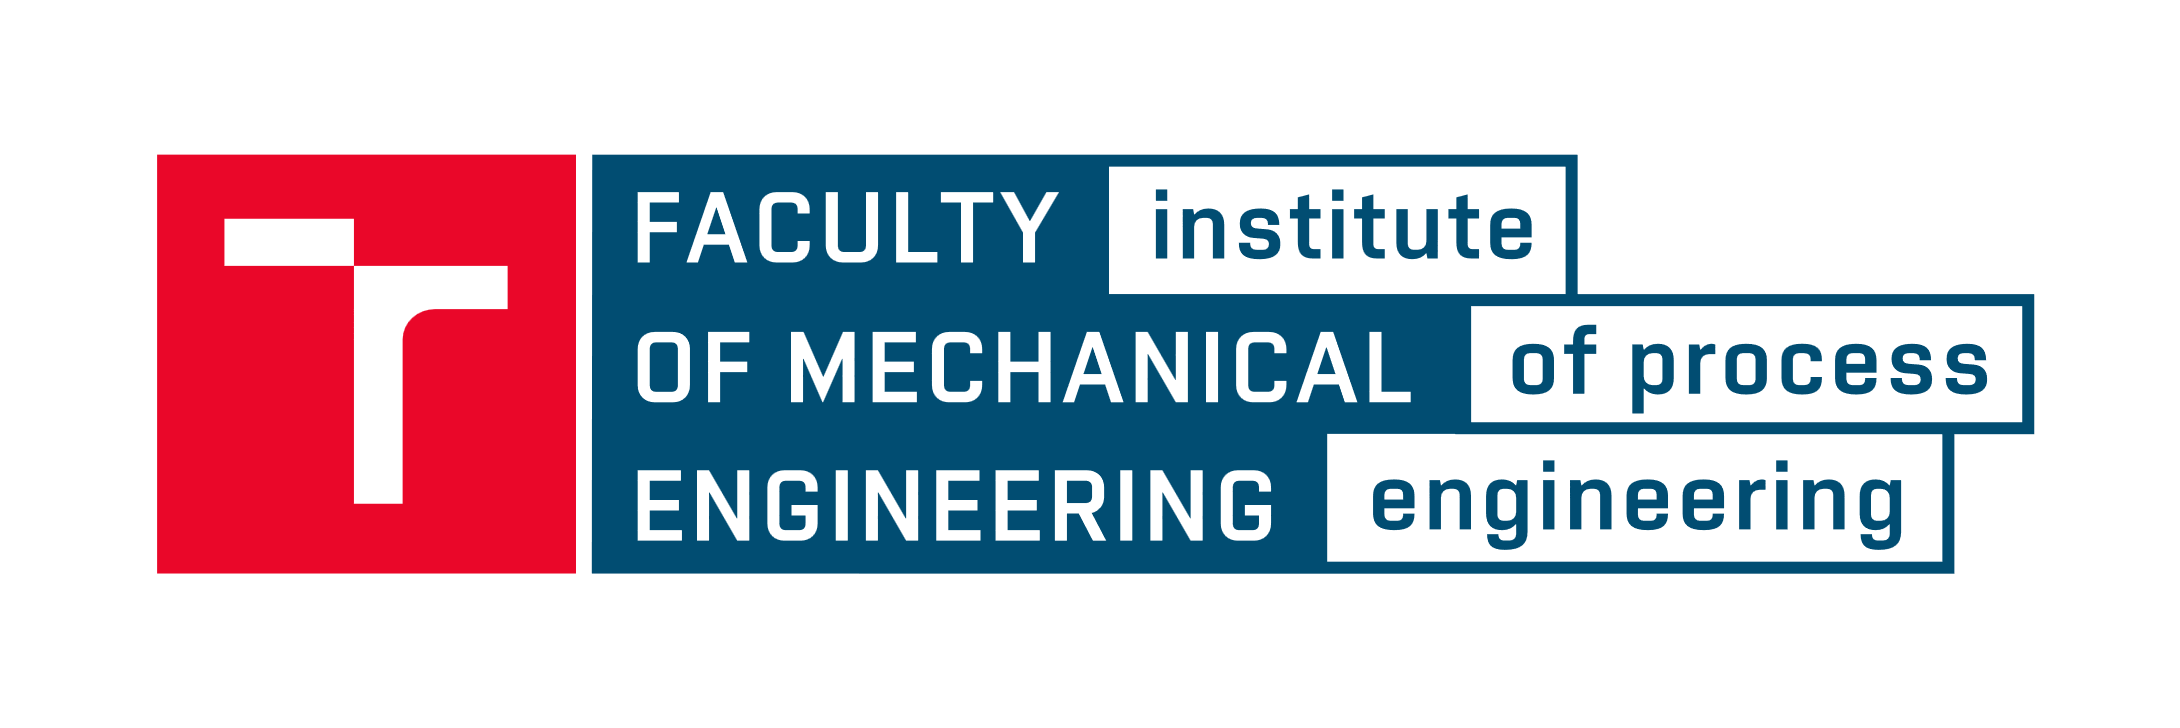 T
FACULTY institute
OF MECHANICAL of process
ENGINEERING engineering